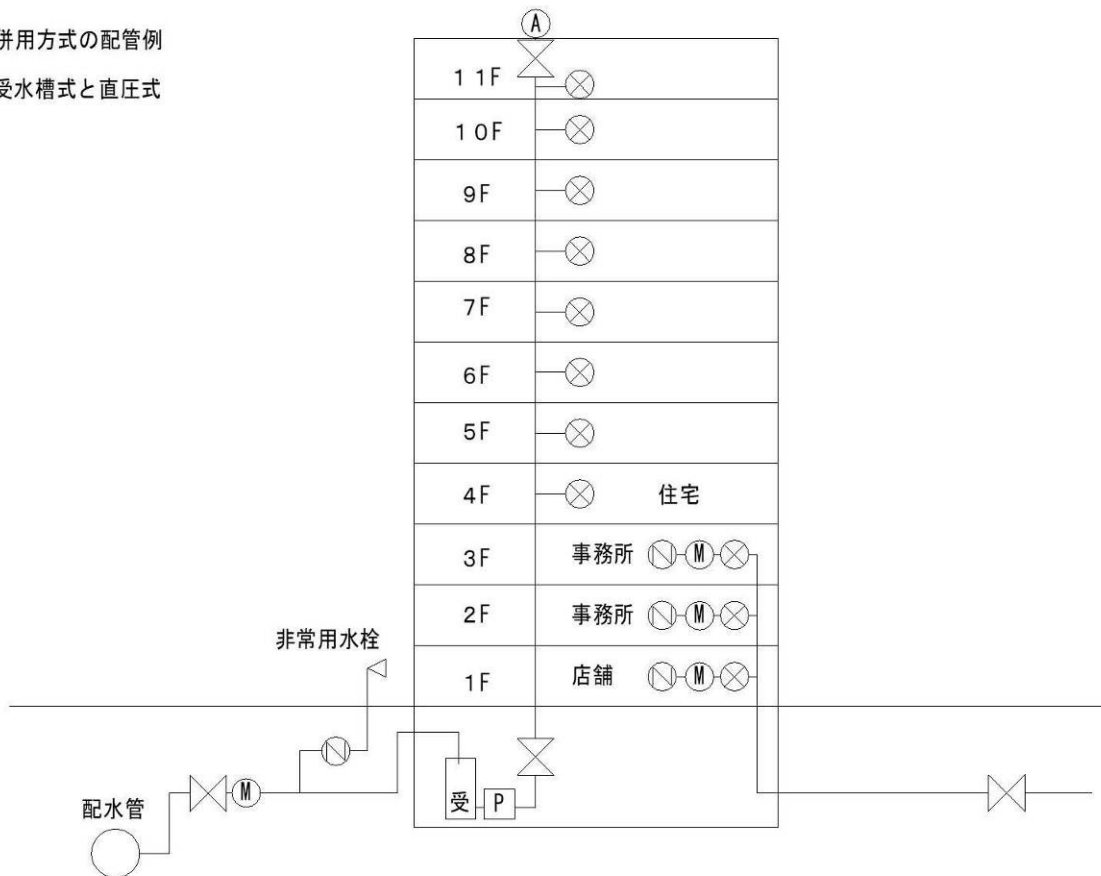 併用方式の配管例
受水槽式と直圧式
A
11F
10F
9F
8F
7F
6F
5F
4F 住宅
3F 事務所 N M
2F 事務所 N M
1F 店舗 N M
非常用水栓
N
配水管
M
受 P